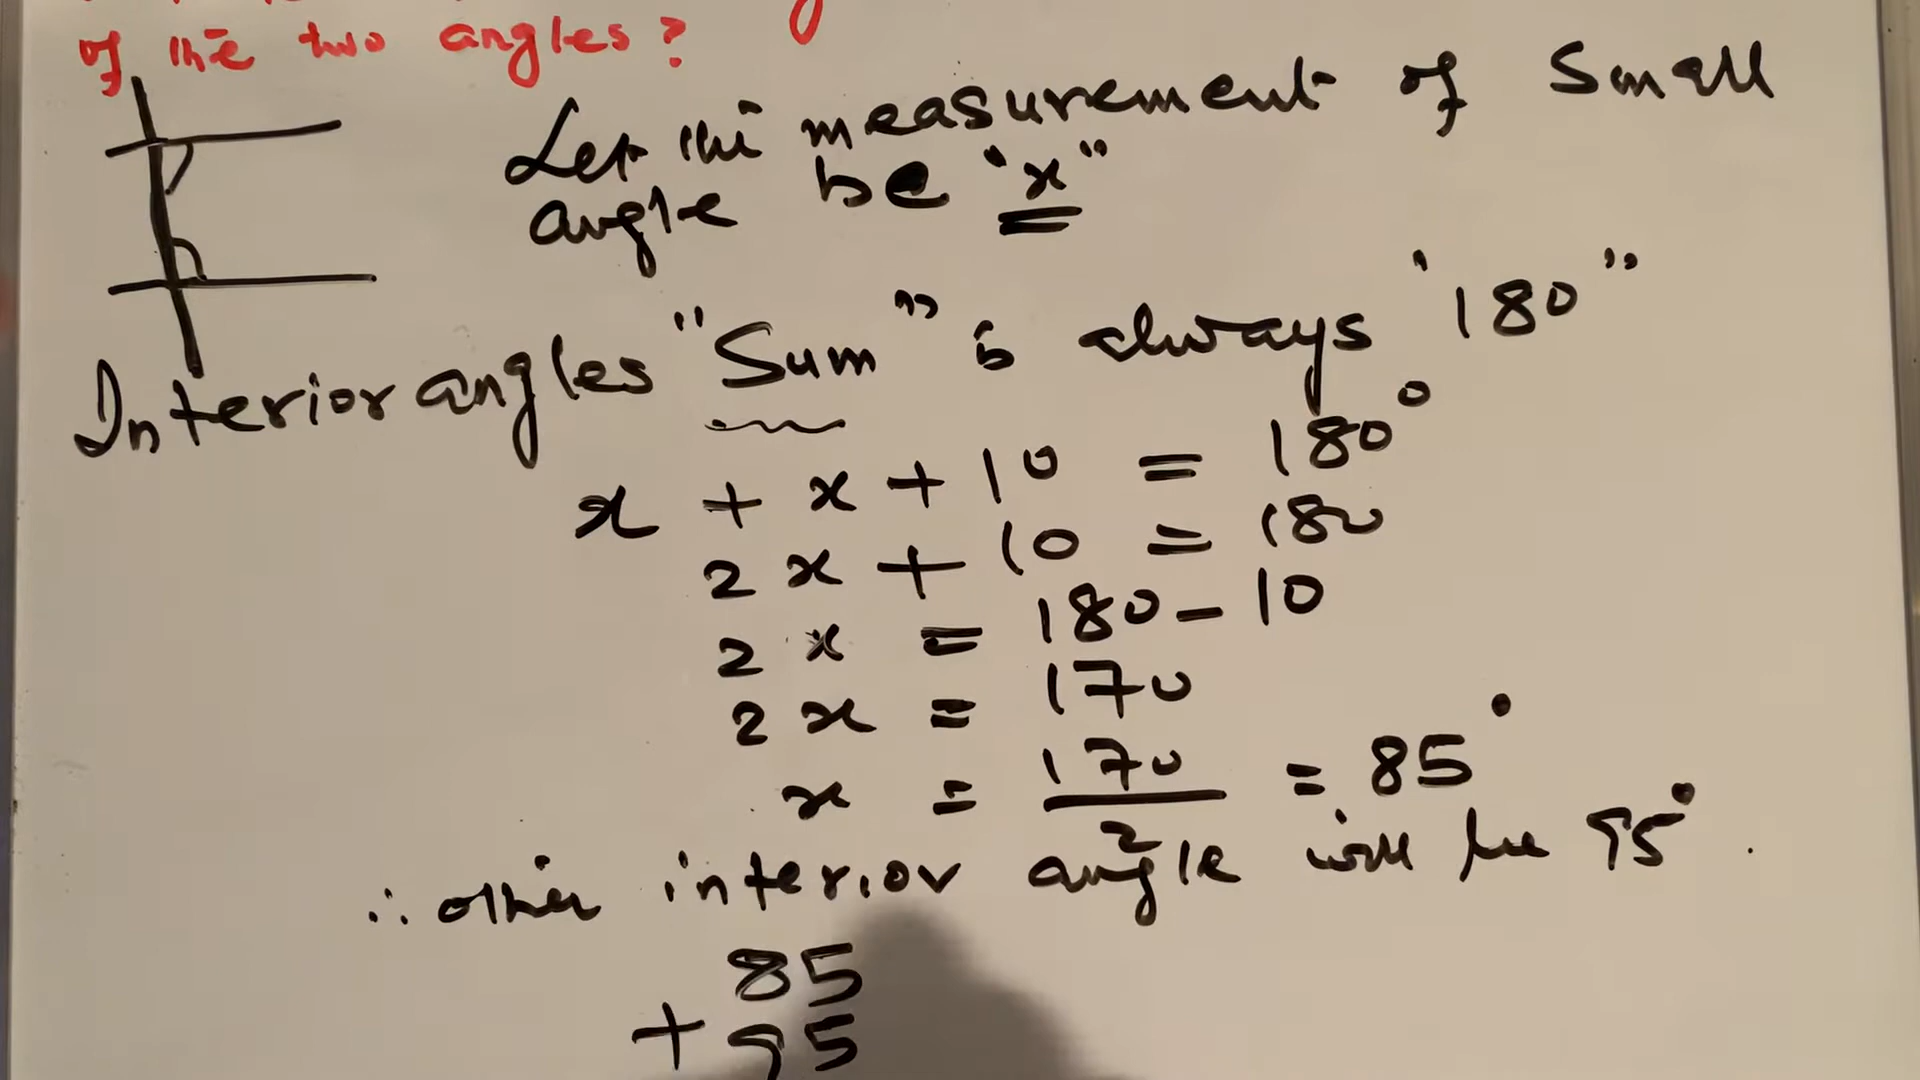 of the two angles?
Let the measurement of small
angle be "x"
Interior angles "Sum" is always '180"
x + x + 10 = 180°
2x + 10 = 180
2x = 180 - 10
2x = 170
x = 170/2 = 85°
∴ other interior angle will be 95°.
85
+ 95